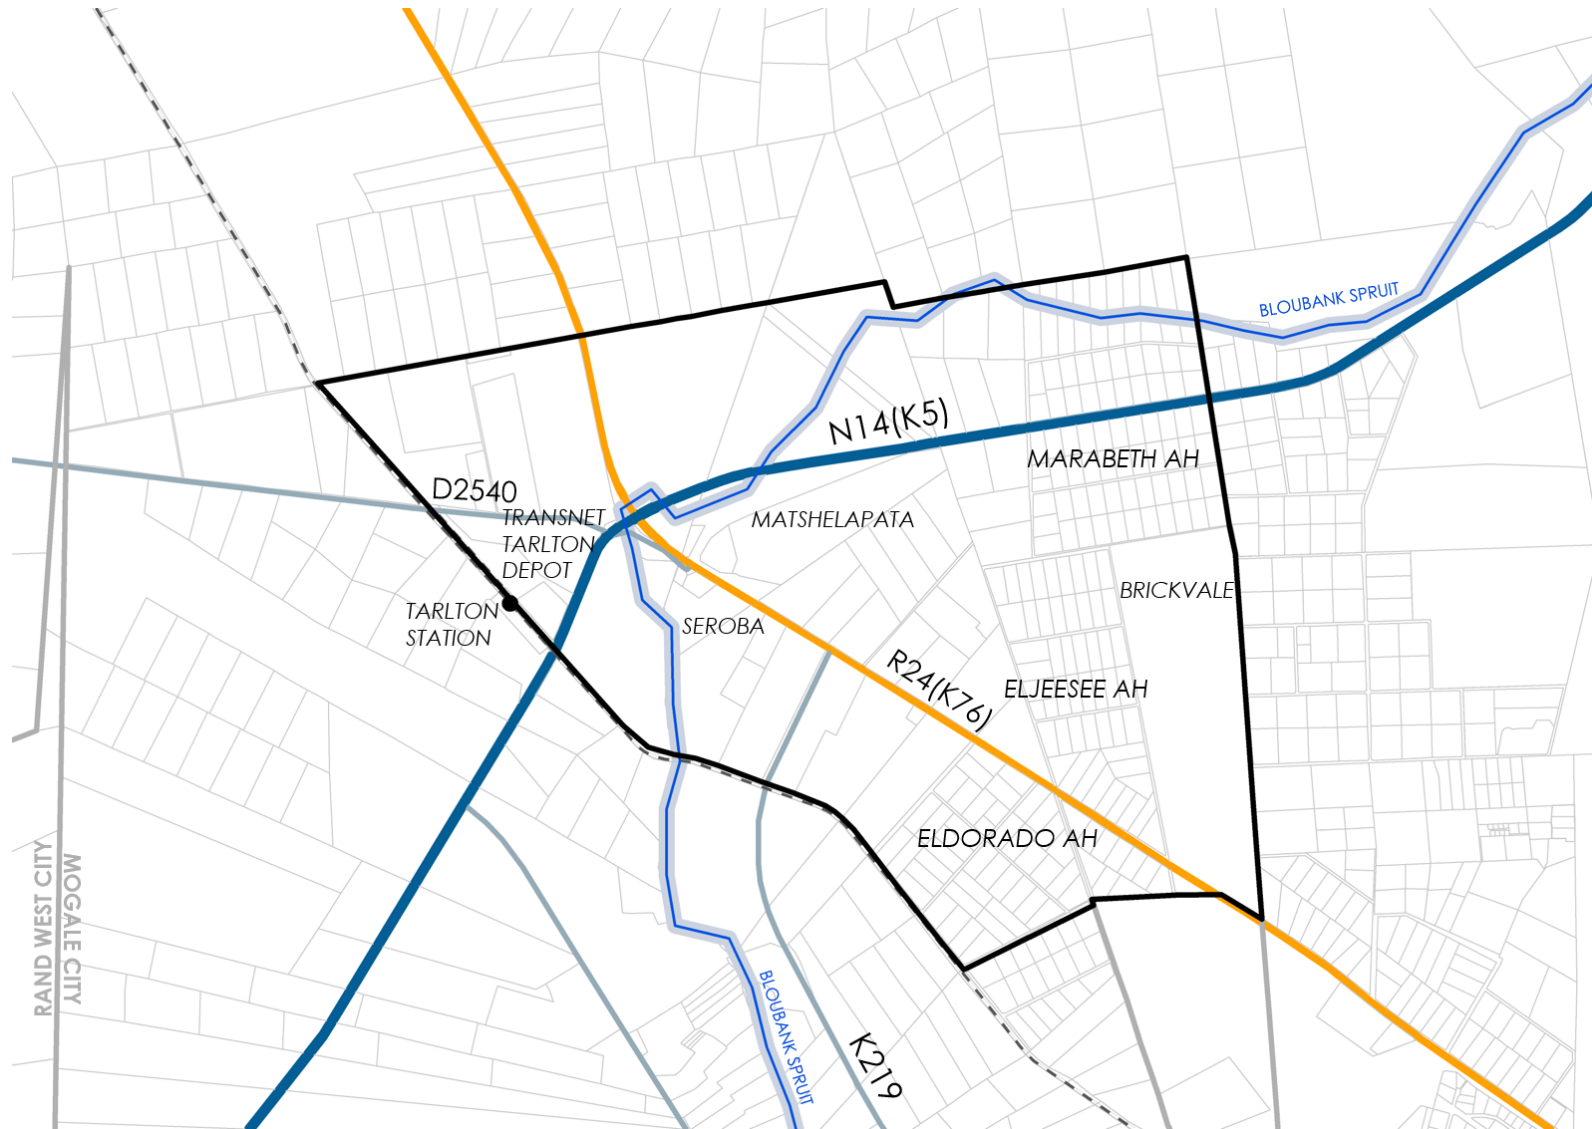 BLOUBANK SPRUIT
N14(K5)
MARABETH AH
D2540
TRANSNET
TARLTON
DEPOT
MATSHELAPATA
BRICKVALE
TARLTON
STATION
SEROBA
R24(K76)
ELJEESEE AH
ELDORADO AH
RAND WEST CITY
MOGALE CITY
BLOUBANK SPRUIT
K219